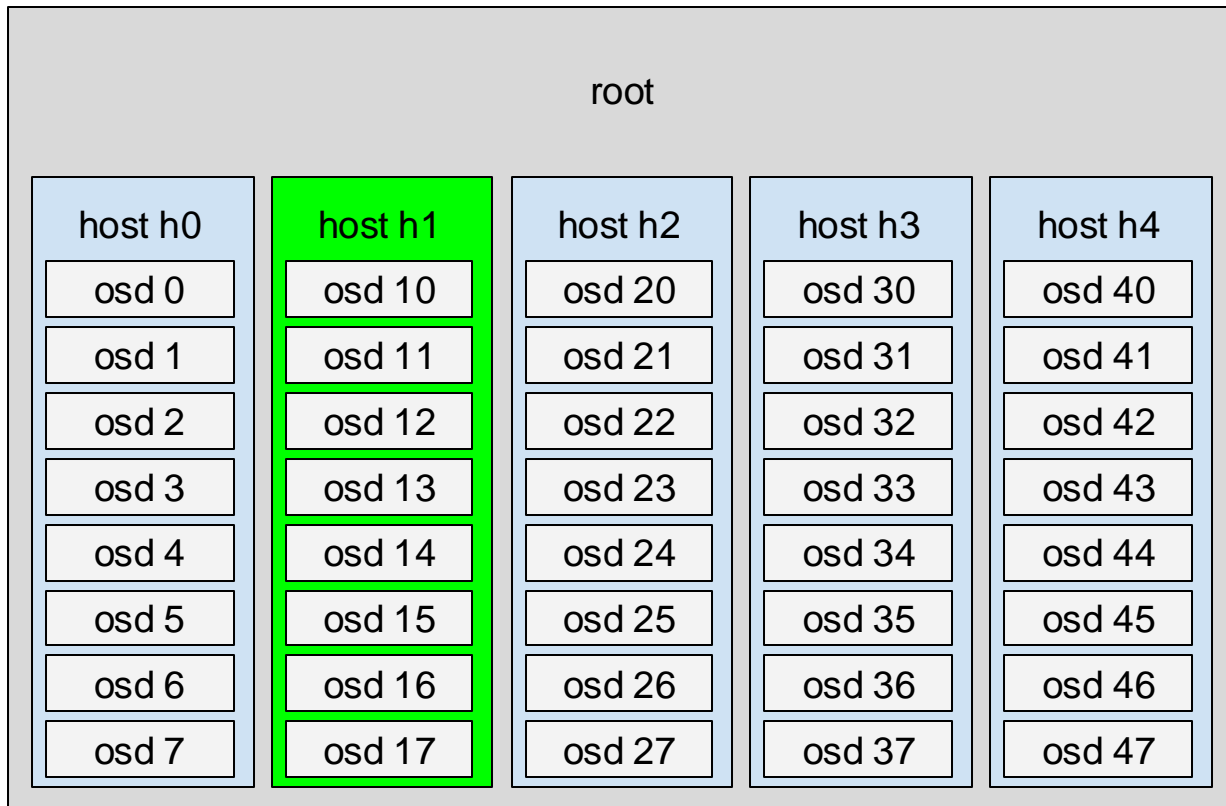 root
host h0
osd 0
osd 1
osd 2
osd 3
osd 4
osd 5
osd 6
osd 7
host h1
osd 10
osd 11
osd 12
osd 13
osd 14
osd 15
osd 16
osd 17
host h2
osd 20
osd 21
osd 22
osd 23
osd 24
osd 25
osd 26
osd 27
host h3
osd 30
osd 31
osd 32
osd 33
osd 34
osd 35
osd 36
osd 37
host h4
osd 40
osd 41
osd 42
osd 43
osd 44
osd 45
osd 46
osd 47